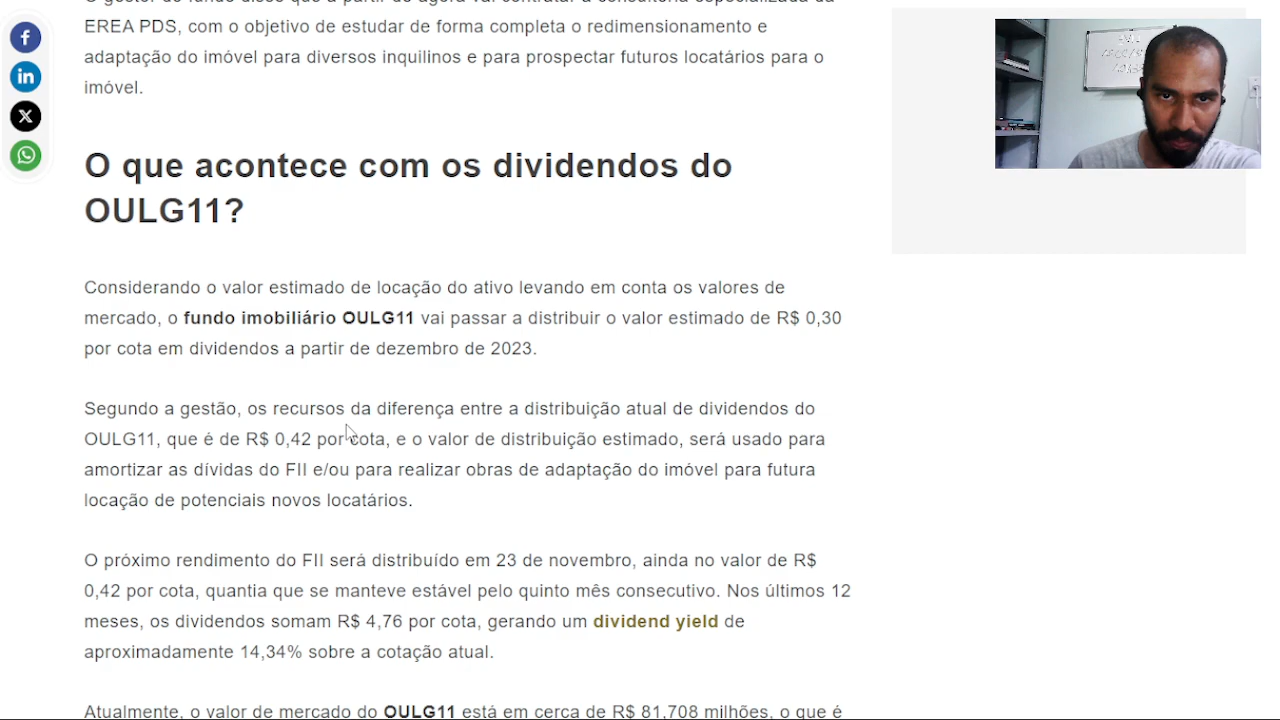 EREA PDS, com o objetivo de estudar de forma completa o redimensionamento e
adaptação do imóvel para diversos inquilinos e para prospectar futuros locatários para o
imóvel.
O que acontece com os dividendos do
OULG11?
Considerando o valor estimado de locação do ativo levando em conta os valores de
mercado, o fundo imobiliário OULG11 vai passar a distribuir o valor estimado de R$ 0,30
por cota em dividendos a partir de dezembro de 2023.
Segundo a gestão, os recursos da diferença entre a distribuição atual de dividendos do
OULG11, que é de R$ 0,42 por cota, e o valor de distribuição estimado, será usado para
amortizar as dívidas do FII e/ou para realizar obras de adaptação do imóvel para futura
locação de potenciais novos locatários.
O próximo rendimento do FII será distribuído em 23 de novembro, ainda no valor de R$
0,42 por cota, quantia que se manteve estável pelo quinto mês consecutivo. Nos últimos 12
meses, os dividendos somam R$ 4,76 por cota, gerando um dividend yield de
aproximadamente 14,34% sobre a cotação atual.
Atualmente, o valor de mercado do OULG11 está em cerca de R$ 81,708 milhões, o que é